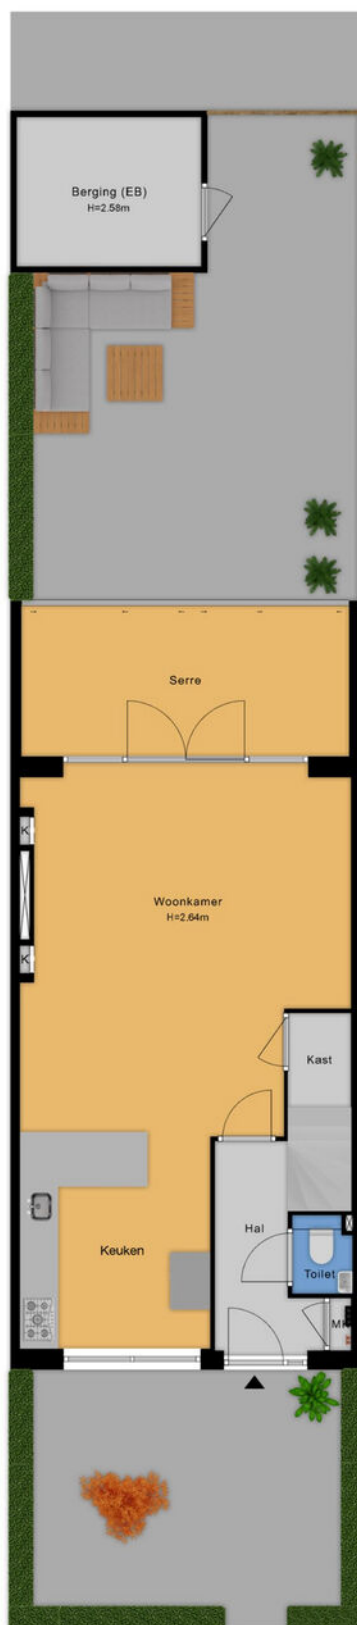 Berging (EB)
H=2.58m
Serre
K
Woonkamer
H=2.64m
K
Kast
Hal
Keuken
Toilet
MK